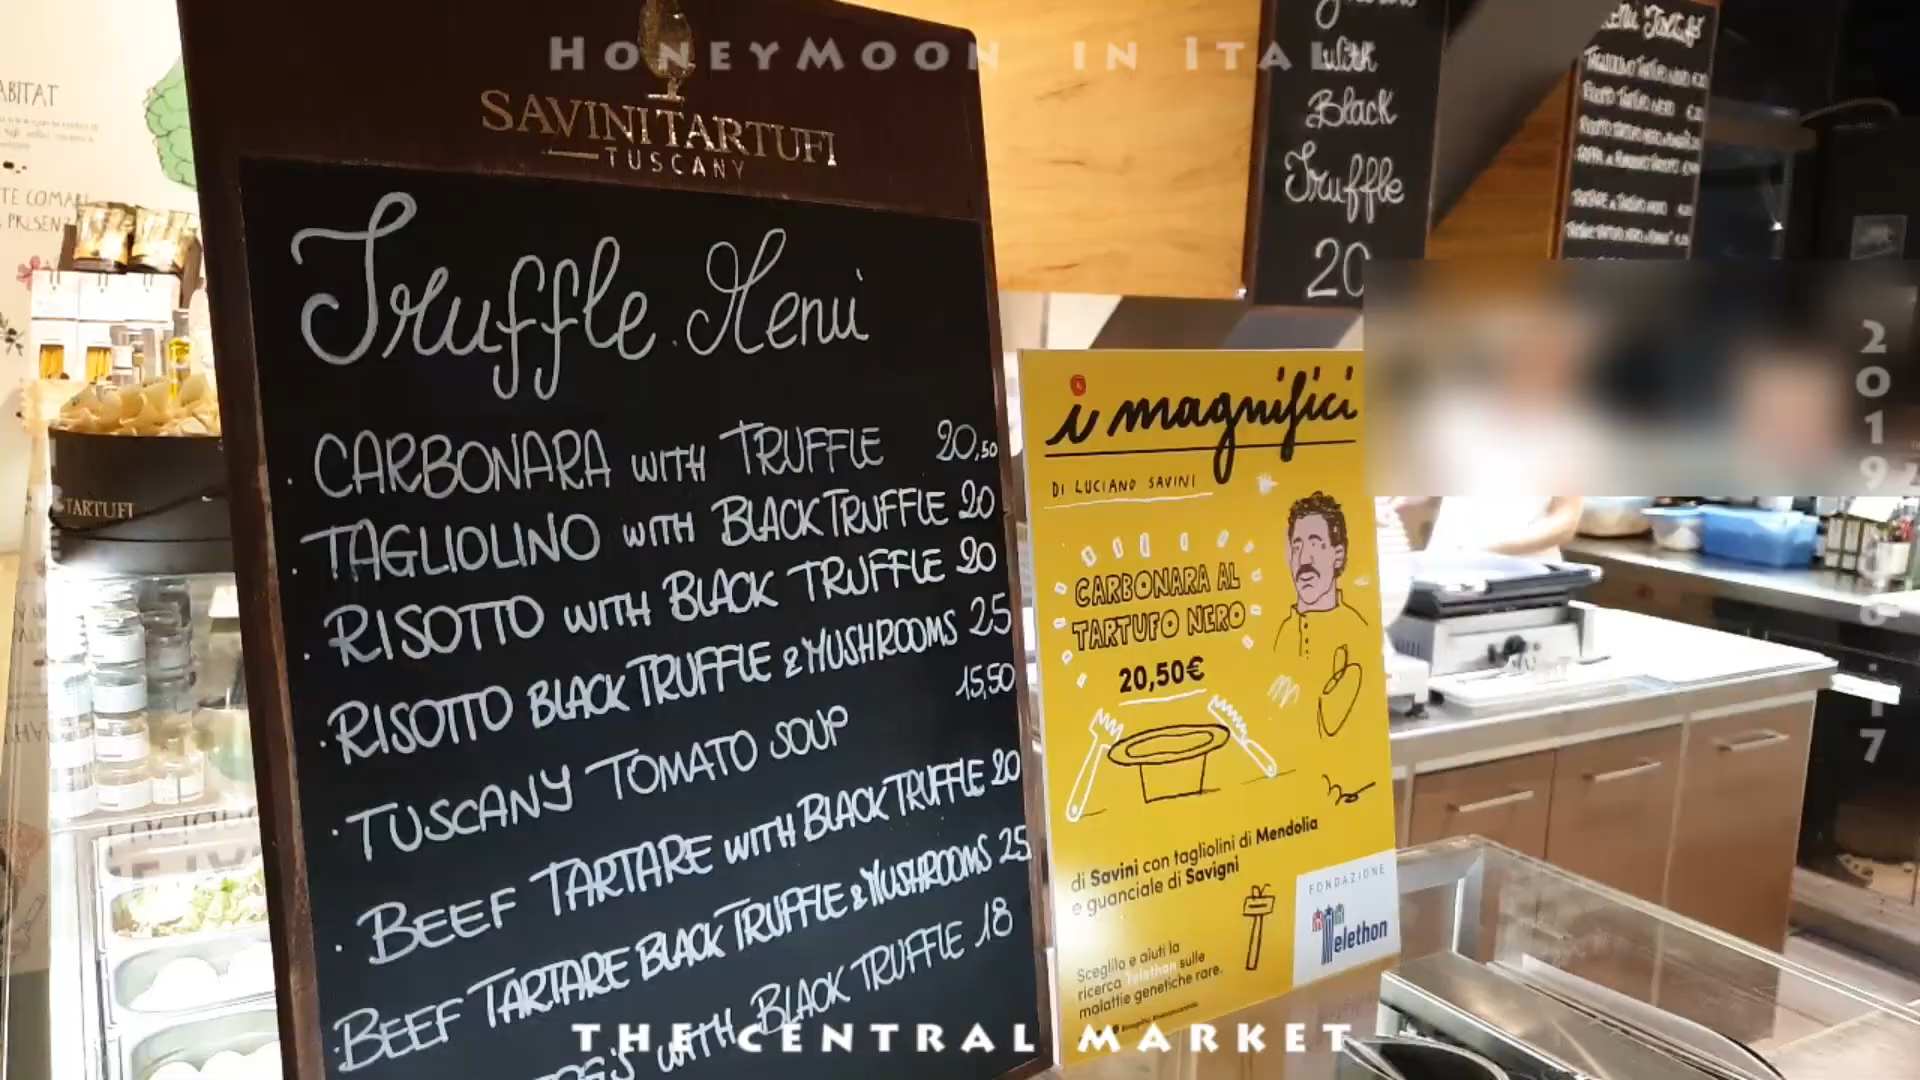 HONEYMOON IN ITALY
SAVINI TARTUFI
TUSCANY
Truffle Menù
· CARBONARA WITH TRUFFLE 20,50
· TAGLIOLINO WITH BLACK TRUFFLE 20
· RISOTTO WITH BLACK TRUFFLE 20
· RISOTTO BLACK TRUFFLE & MUSHROOMS 25
· TUSCANY TOMATO SOUP 15,50
· BEEF TARTARE WITH BLACK TRUFFLE 20
· BEEF TARTARE BLACK TRUFFLE & MUSHROOMS 25
WITH BLACK TRUFFLE 18
ABITAT
TARTUFI
with
Black
Truffle
20
i magnifici
DI LUCIANO SAVINI
CARBONARA AL
TARTUFO NERO
20,50€
di Savini con tagliolini di Mendolia
e guanciale di Savigni
Sceglilo e aiuti la
ricerca Telethon sulle
malattie genetiche rare.
FONDAZIONE
Telethon
THE CENTRAL MARKET